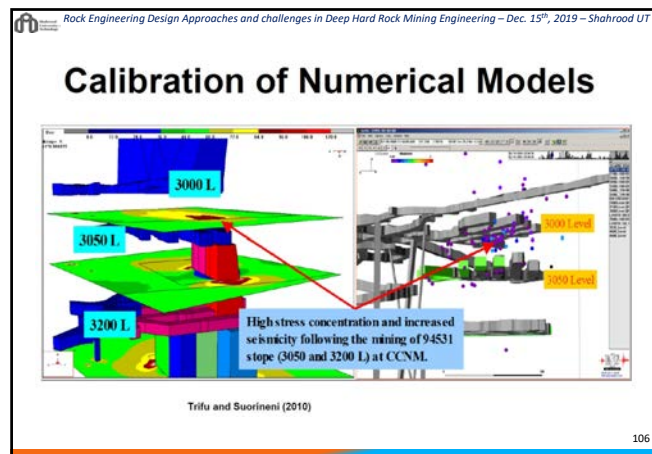 Rock Engineering Design Approaches and challenges in Deep Hard Rock Mining Engineering – Dec. 15th, 2019 – Shahrood UT
Calibration of Numerical Models
3000 L
3050 L
3200 L
3000 Level
3050 Level
High stress concentration and increased
seismicity following the mining of 94531
stope (3050 and 3200 L) at CCNM.
Trifu and Suorineni (2010)
106